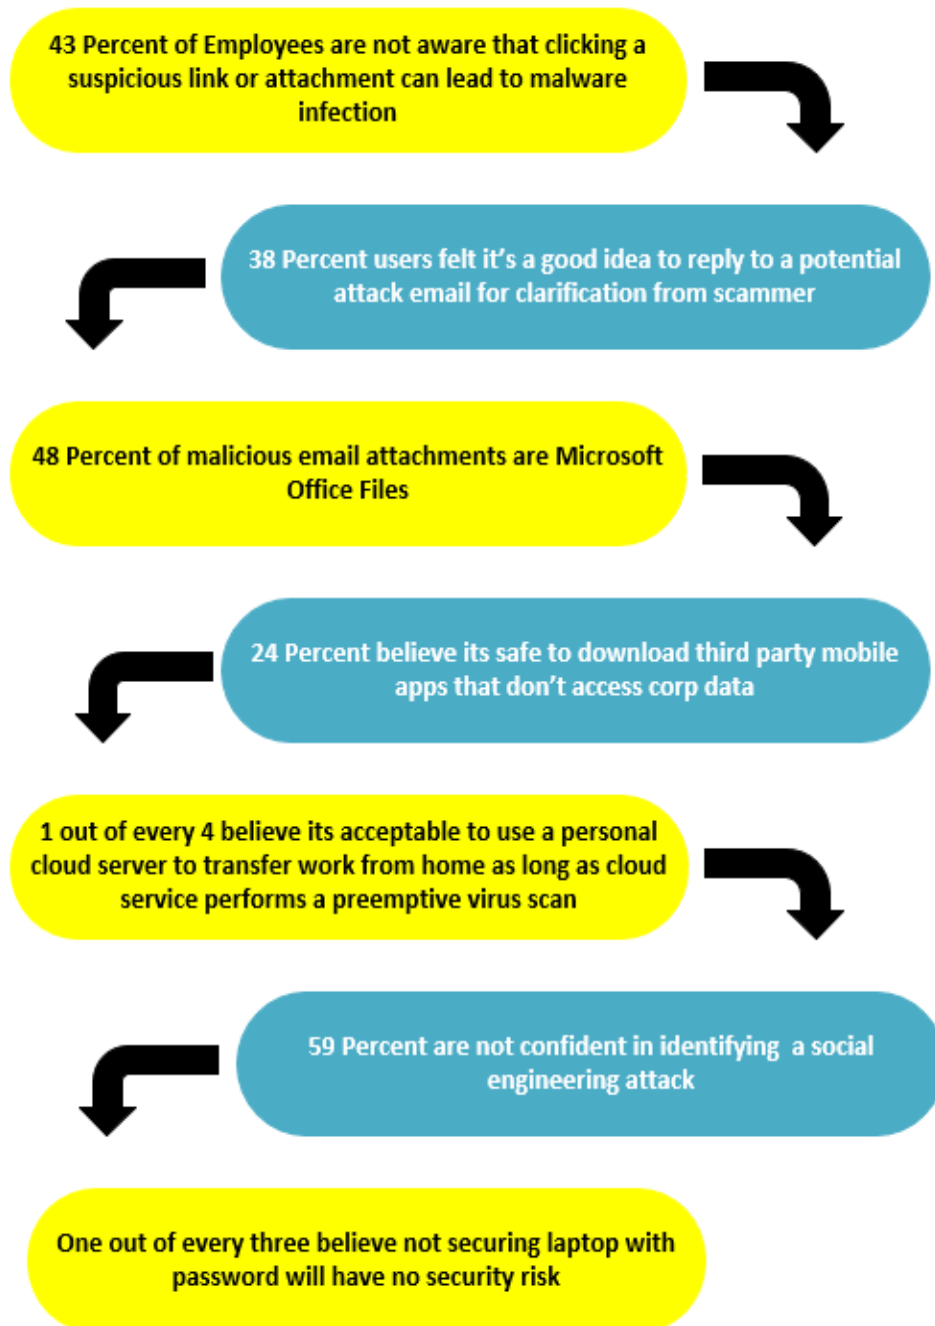 43 Percent of Employees are not aware that clicking a
suspicious link or attachment can lead to malware
infection
38 Percent users felt it's a good idea to reply to a potential
attack email for clarification from scammer
48 Percent of malicious email attachments are Microsoft
Office Files
24 Percent believe its safe to download third party mobile
apps that don't access corp data
1 out of every 4 believe its acceptable to use a personal
cloud server to transfer work from home as long as cloud
service performs a preemptive virus scan
59 Percent are not confident in identifying a social
engineering attack
One out of every three believe not securing laptop with
password will have no security risk